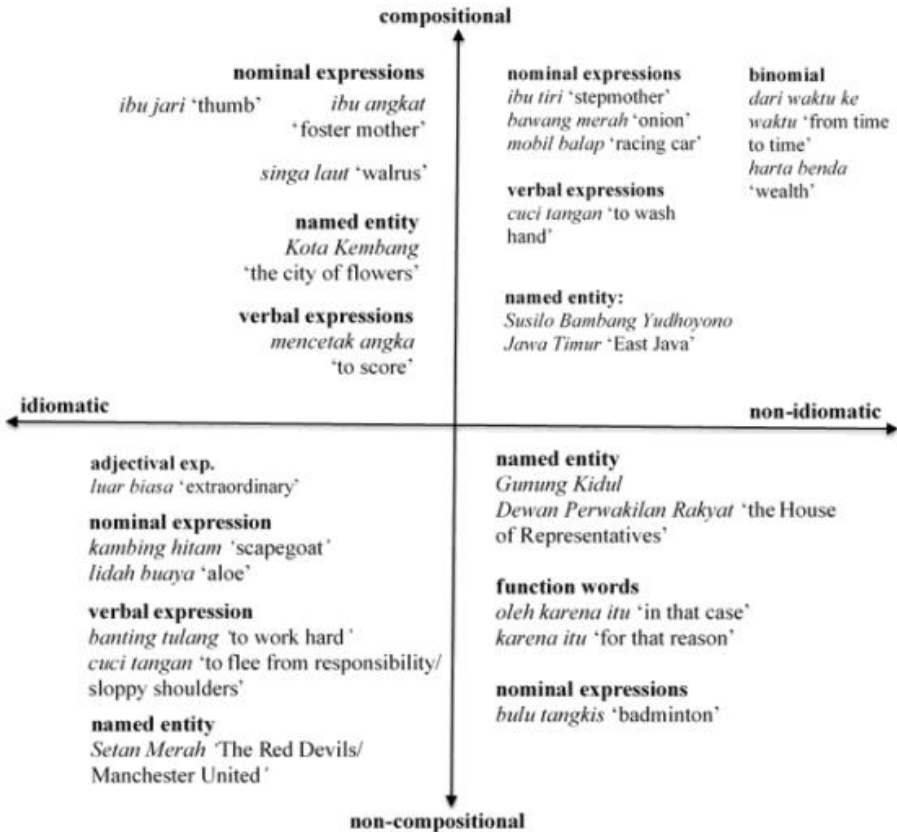 compositional
nominal expressions
ibu jari ‘thumb’ ibu angkat
‘foster mother’
singa laut ‘walrus’
named entity
Kota Kembang
‘the city of flowers’
verbal expressions
mencetak angka
‘to score’
nominal expressions
ibu tiri ‘stepmother’
bawang merah ‘onion’
mobil balap ‘racing car’
verbal expressions
cuci tangan ‘to wash
hand’
named entity:
Susilo Bambang Yudhoyono
Jawa Timur ‘East Java’
binomial
dari waktu ke
waktu ‘from time
to time’
harta benda
‘wealth’
idiomatic
non-idiomatic
adjectival exp.
luar biasa ‘extraordinary’
nominal expression
kambing hitam ‘scapegoat’
lidah buaya ‘aloe’
verbal expression
banting tulang ‘to work hard’
cuci tangan ‘to flee from responsibility/
sloppy shoulders’
named entity
Setan Merah ‘The Red Devils/
Manchester United’
named entity
Gunung Kidul
Dewan Perwakilan Rakyat ‘the House
of Representatives’
function words
oleh karena itu ‘in that case’
karena itu ‘for that reason’
nominal expressions
bulu tangkis ‘badminton’
non-compositional